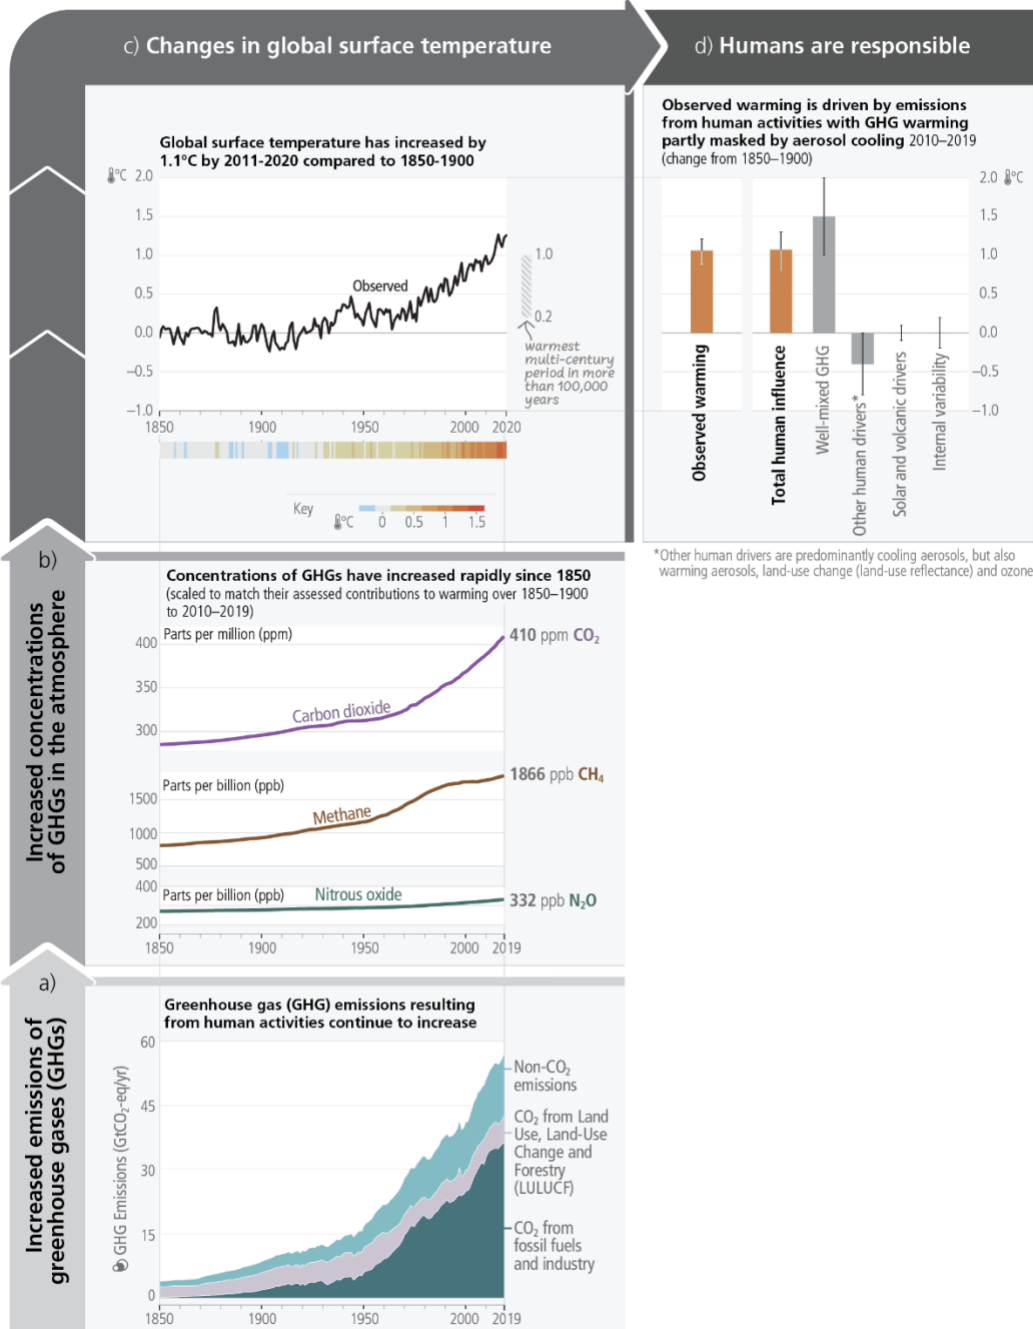 c) Changes in global surface temperature
d) Humans are responsible
Global surface temperature has increased by
1.1°C by 2011-2020 compared to 1850-1900
°C 2.0
1.5
1.0
0.5
0.0
–0.5
–1.0
Observed
1.0
0.2
warmest
multi-century
period in more
than 100,000
years
1850 1900 1950 2000 2020
Key
°C 0 0.5 1 1.5
Observed warming is driven by emissions
from human activities with GHG warming
partly masked by aerosol cooling 2010–2019
(change from 1850–1900)
2.0 °C
1.5
1.0
0.5
0.0
–0.5
–1.0
Observed warming
Total human influence
Well-mixed GHG
Other human drivers*
Solar and volcanic drivers
Internal variability
*Other human drivers are predominantly cooling aerosols, but also
warming aerosols, land-use change (land-use reflectance) and ozone
b)
Increased concentrations
of GHGs in the atmosphere
Concentrations of GHGs have increased rapidly since 1850
(scaled to match their assessed contributions to warming over 1850–1900
to 2010–2019)
Parts per million (ppm)
400
350
300
Carbon dioxide
410 ppm CO₂
Parts per billion (ppb)
1500
1000
500
Methane
1866 ppb CH₄
400
200
Parts per billion (ppb)
Nitrous oxide
332 ppb N₂O
1850 1900 1950 2000 2019
a)
Increased emissions of
greenhouse gases (GHGs)
Greenhouse gas (GHG) emissions resulting
from human activities continue to increase
GHG Emissions (GtCO₂-eq/yr)
60
45
30
15
0
Non-CO₂
emissions
CO₂ from Land
Use, Land-Use
Change and
Forestry
(LULUCF)
CO₂ from
fossil fuels
and industry
1850 1900 1950 2000 2019